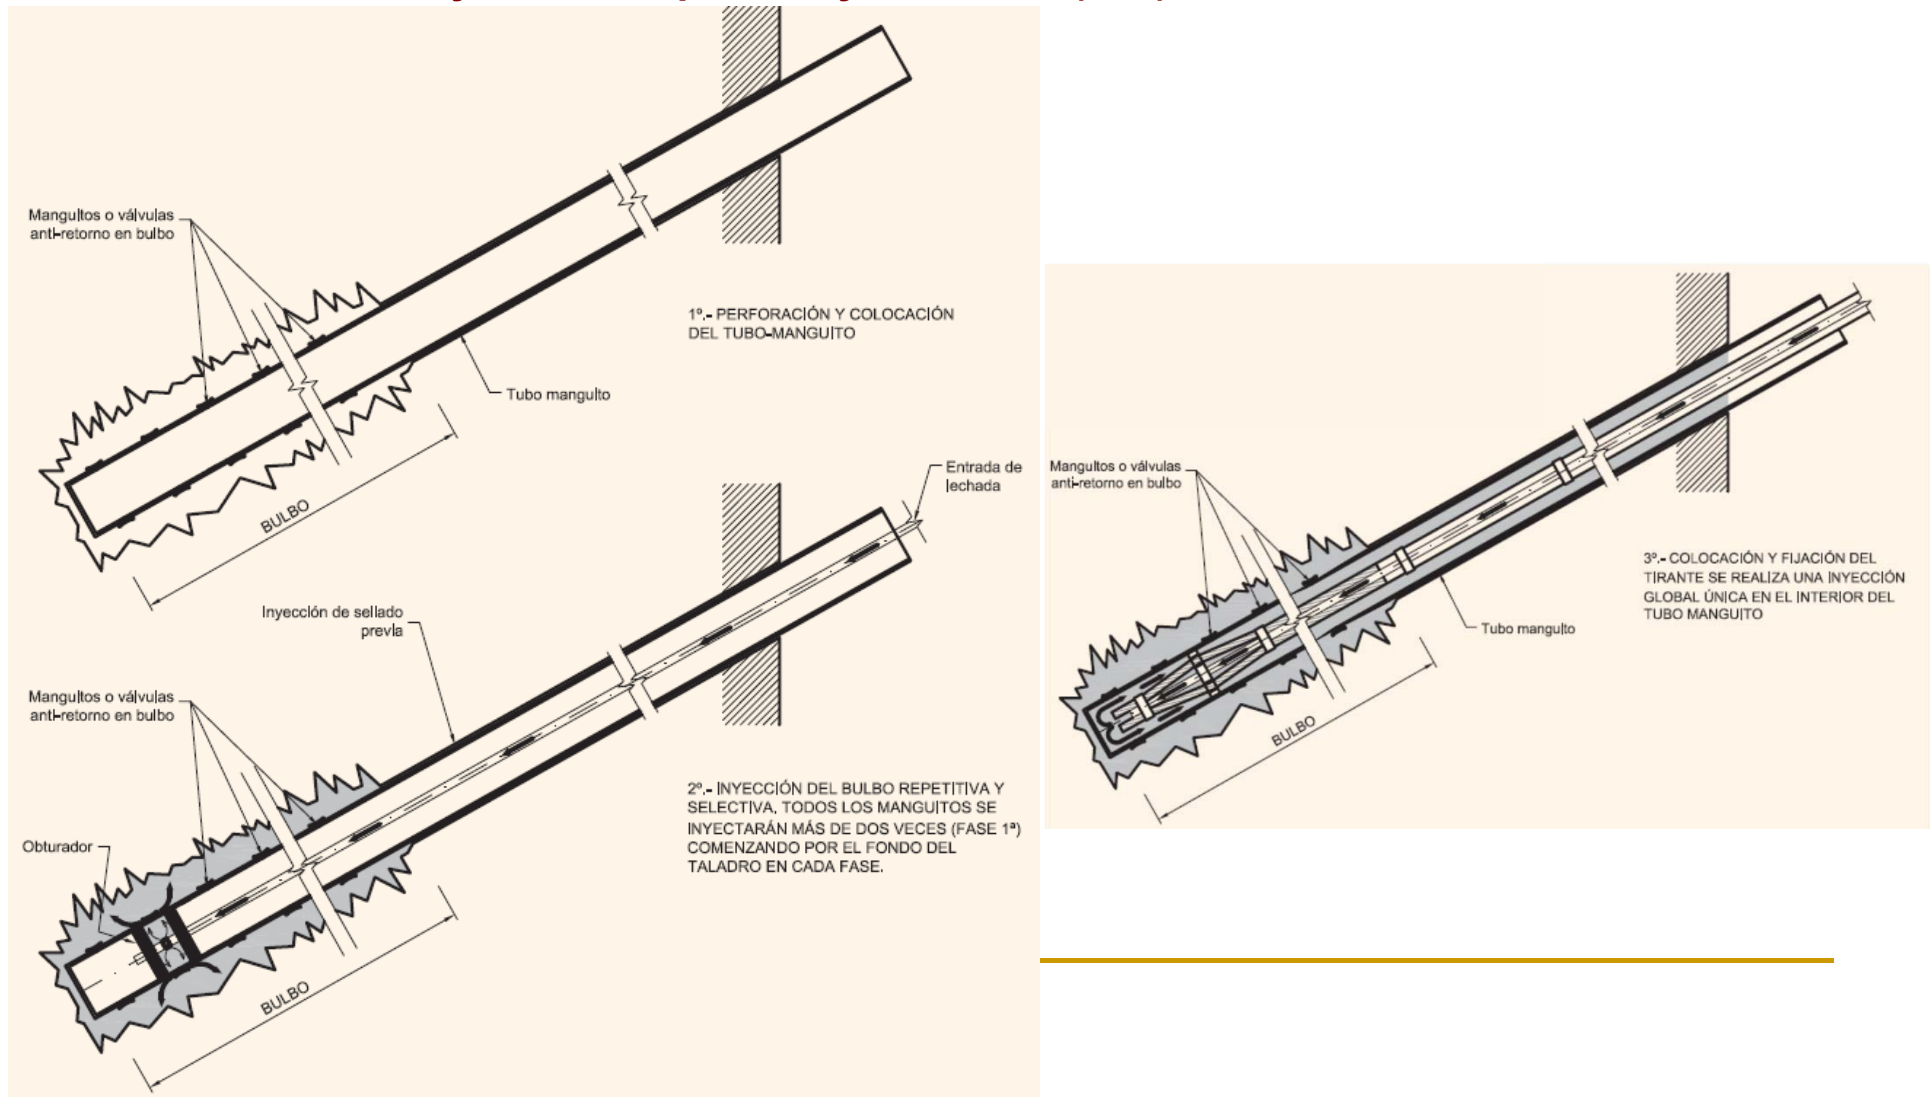 Manguitos o válvulas
anti-retorno en bulbo
1º.- PERFORACIÓN Y COLOCACIÓN
DEL TUBO-MANGUITO
Tubo manguito
BULBO
Entrada de
lechada
Inyección de sellado
previa
Manguitos o válvulas
anti-retorno en bulbo
Obturador
2º.- INYECCIÓN DEL BULBO REPETITIVA Y
SELECTIVA, TODOS LOS MANGUITOS SE
INYECTARÁN MÁS DE DOS VECES (FASE 1ª)
COMENZANDO POR EL FONDO DEL
TALADRO EN CADA FASE.
BULBO
Manguitos o válvulas
anti-retorno en bulbo
3º.- COLOCACIÓN Y FIJACIÓN DEL
TIRANTE SE REALIZA UNA INYECCIÓN
GLOBAL ÚNICA EN EL INTERIOR DEL
TUBO MANGUITO
Tubo manguito
BULBO